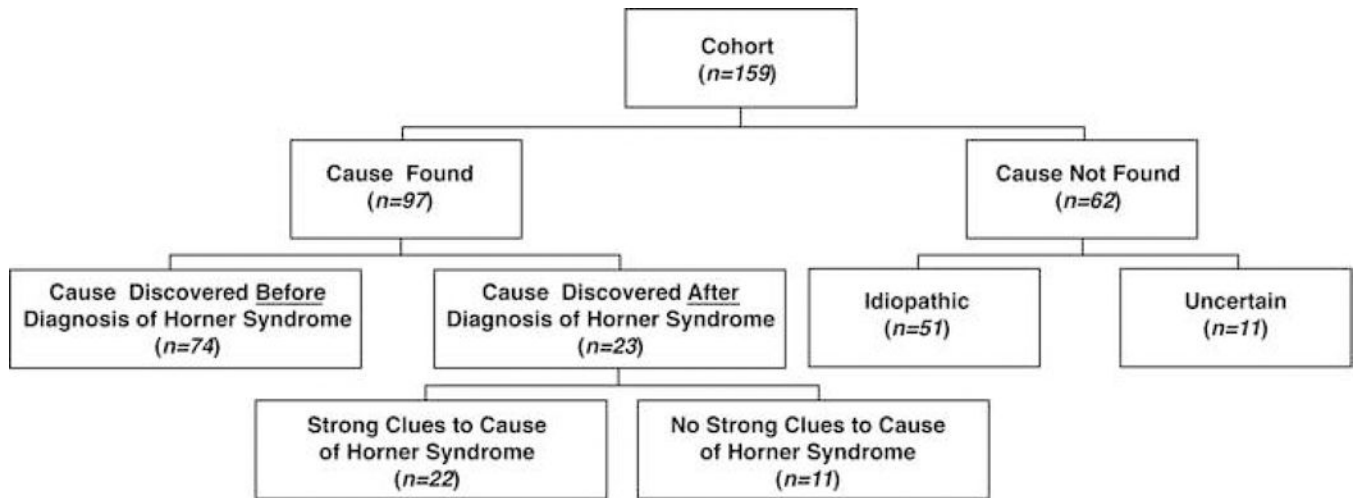 Cohort
(n=159)
Cause Found
(n=97)
Cause Not Found
(n=62)
Cause Discovered Before
Diagnosis of Horner Syndrome
(n=74)
Cause Discovered After
Diagnosis of Horner Syndrome
(n=23)
Idiopathic
(n=51)
Uncertain
(n=11)
Strong Clues to Cause
of Horner Syndrome
(n=22)
No Strong Clues to Cause
of Horner Syndrome
(n=11)